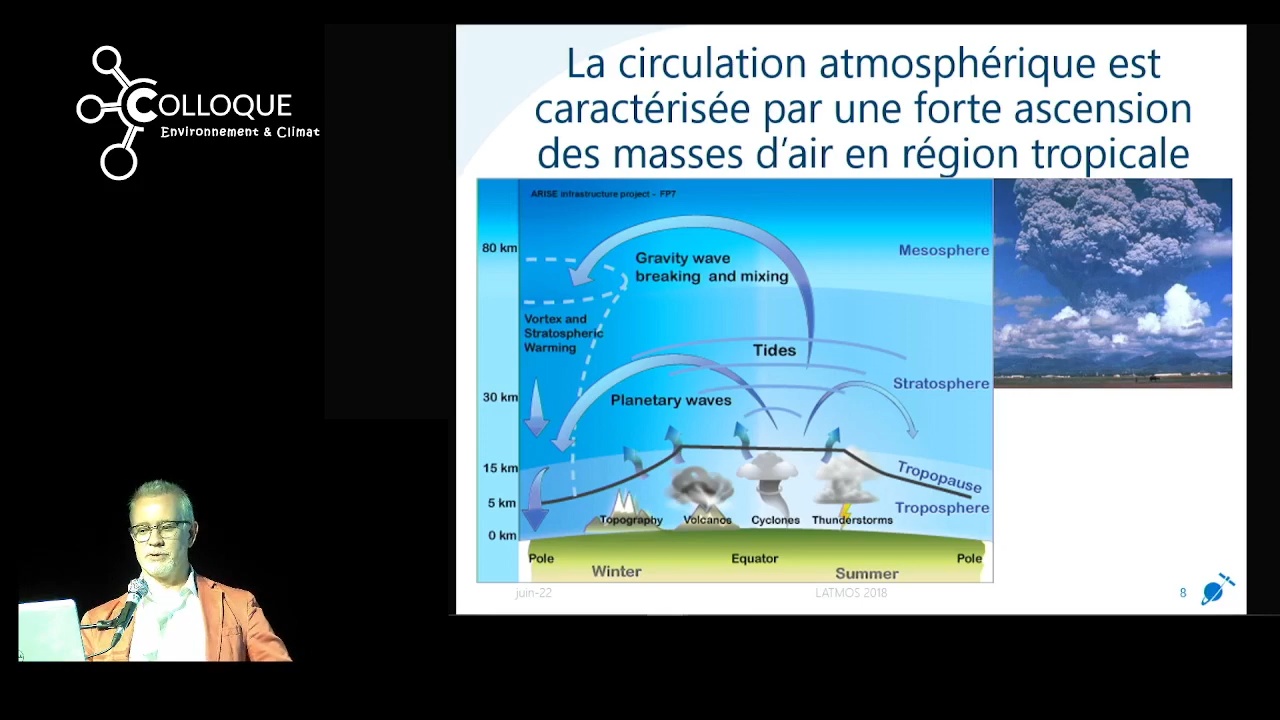 COLLOQUE
Environnement & Climat
La circulation atmosphérique est
caractérisée par une forte ascension
des masses d’air en région tropicale
ARISE infrastructure project - FP7
80 km
Mesosphere
Gravity wave
breaking and mixing
Vortex and
Stratospheric
Warming
Tides
Stratosphere
30 km
Planetary waves
15 km
Tropopause
5 km
Troposphere
Topography
Volcanos
Cyclones
Thunderstorms
0 km
Pole
Equator
Pole
Winter
Summer
juin-22
LATMOS 2018
8